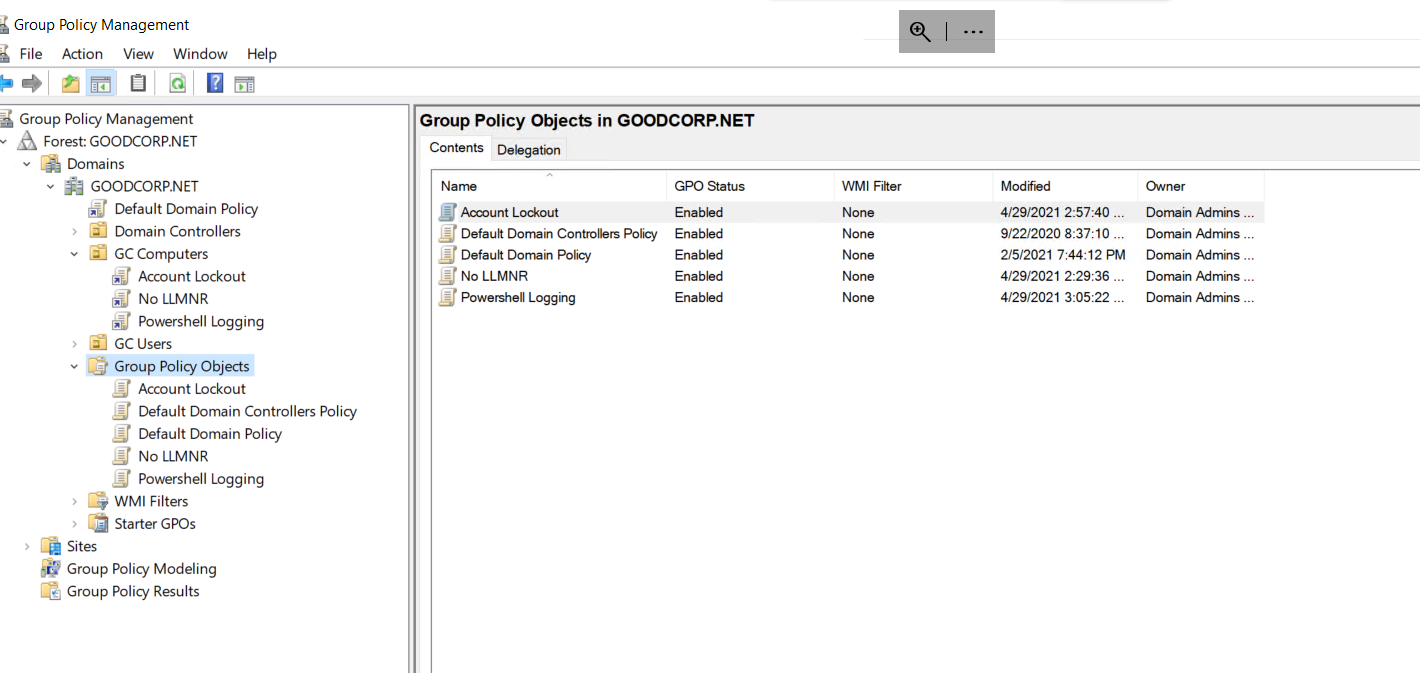 Group Policy Management
File Action View Window Help
Group Policy Management
Forest: GOODCORP.NET
Domains
GOODCORP.NET
Default Domain Policy
Domain Controllers
GC Computers
Account Lockout
No LLMNR
Powershell Logging
GC Users
Group Policy Objects
Account Lockout
Default Domain Controllers Policy
Default Domain Policy
No LLMNR
Powershell Logging
WMI Filters
Starter GPOs
Sites
Group Policy Modeling
Group Policy Results
Group Policy Objects in GOODCORP.NET
Contents Delegation
Name GPO Status WMI Filter Modified Owner
Account Lockout Enabled None 4/29/2021 2:57:40 ... Domain Admins ...
Default Domain Controllers Policy Enabled None 9/22/2020 8:37:10 ... Domain Admins ...
Default Domain Policy Enabled None 2/5/2021 7:44:12 PM Domain Admins ...
No LLMNR Enabled None 4/29/2021 2:29:36 ... Domain Admins ...
Powershell Logging Enabled None 4/29/2021 3:05:22 ... Domain Admins ...